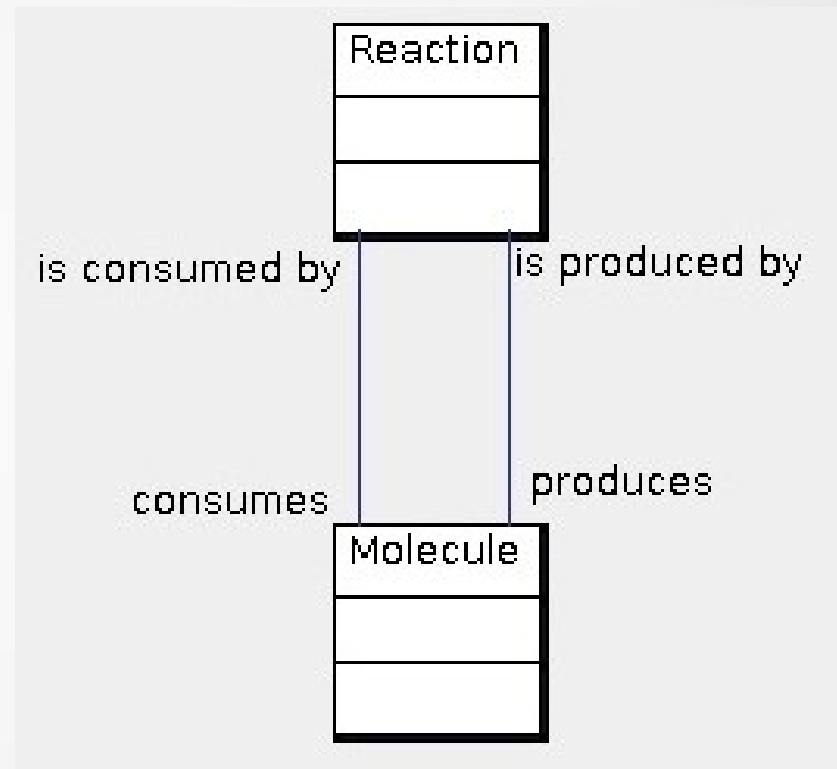 Reaction
is consumed by
is produced by
consumes
produces
Molecule